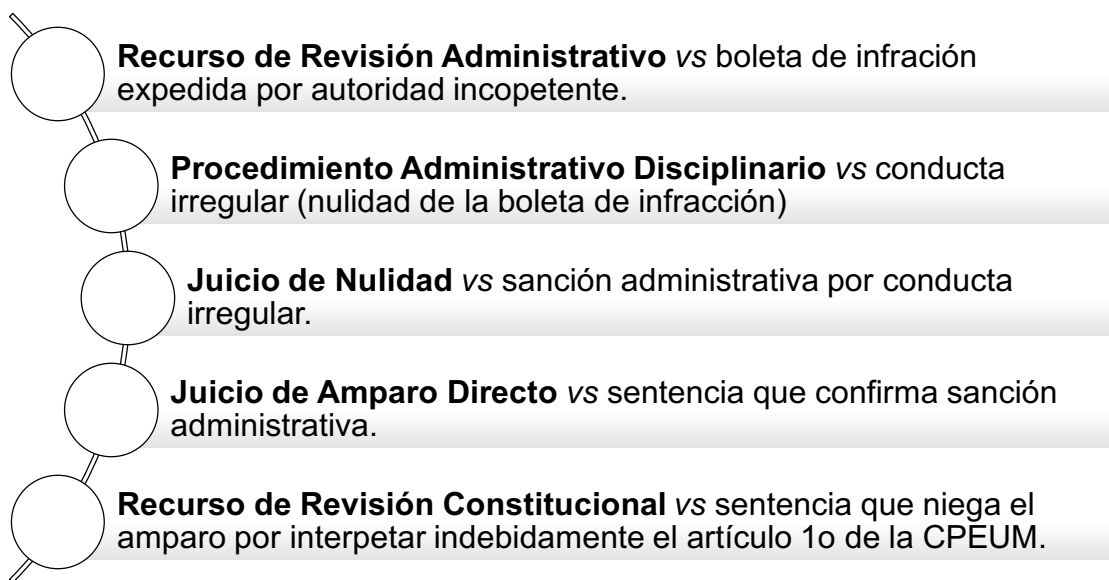 Recurso de Revisión Administrativo vs boleta de infración
expedida por autoridad incopetente.
Procedimiento Administrativo Disciplinario vs conducta
irregular (nulidad de la boleta de infracción)
Juicio de Nulidad vs sanción administrativa por conducta
irregular.
Juicio de Amparo Directo vs sentencia que confirma sanción
administrativa.
Recurso de Revisión Constitucional vs sentencia que niega el
amparo por interpetar indebidamente el artículo 1o de la CPEUM.